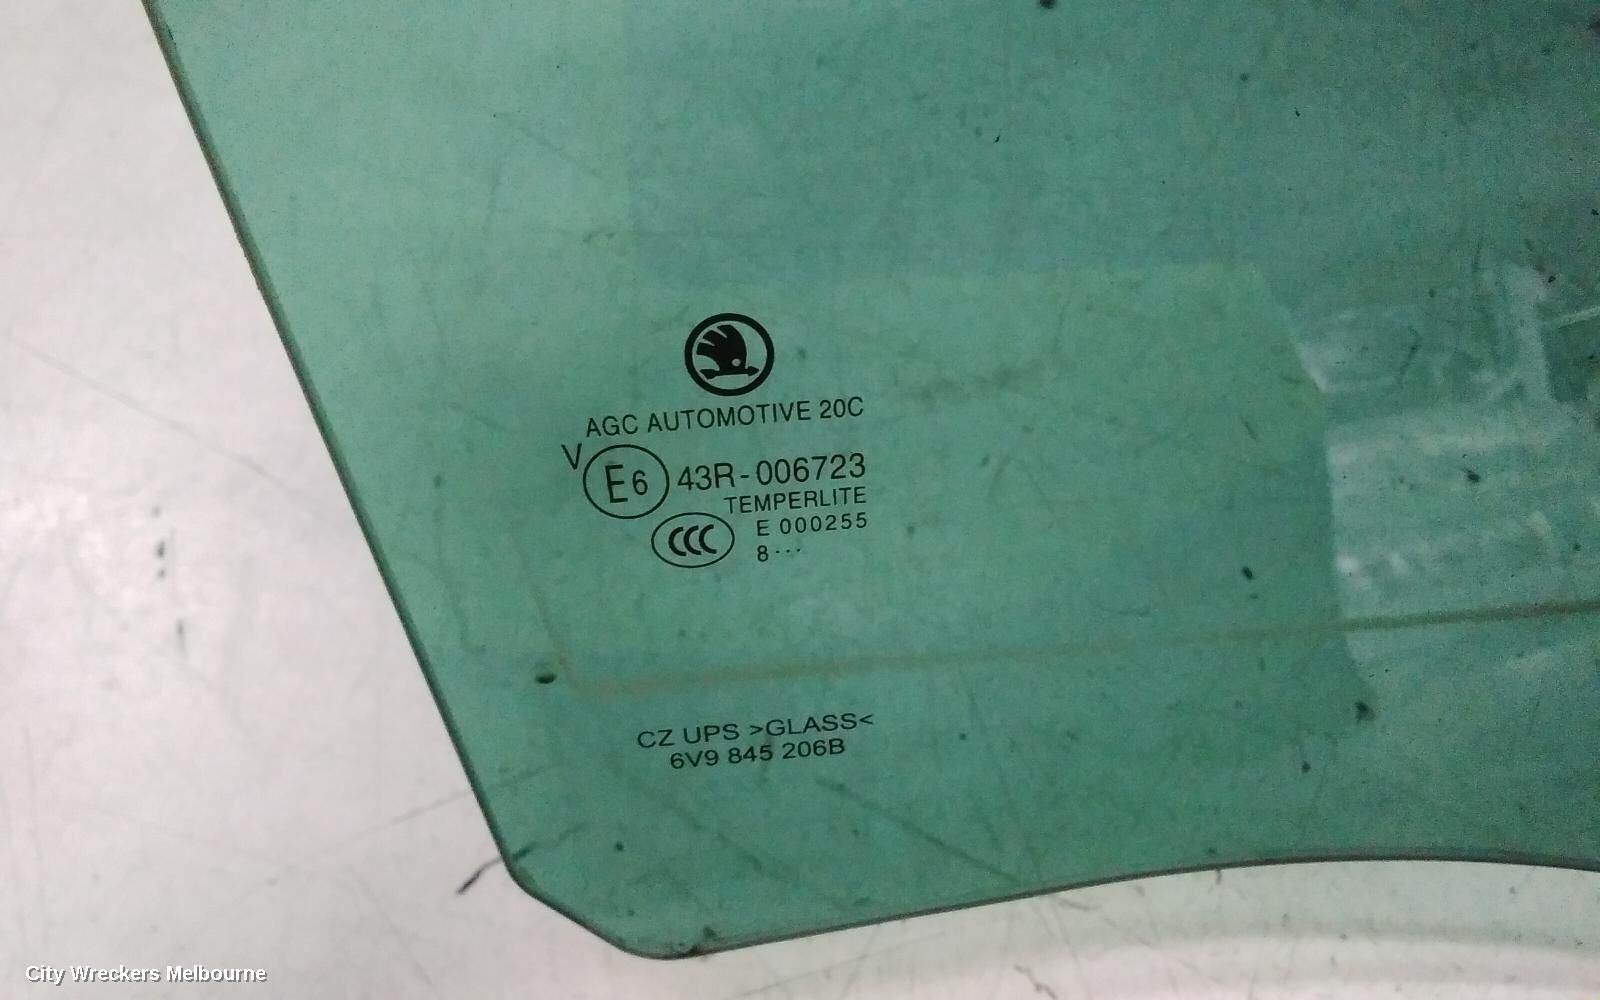 AGC AUTOMOTIVE 20C
V E6 43R-006723
TEMPERLITE
CCC E 000255
8···
CZ UPS >GLASS<
6V9 845 206B
City Wreckers Melbourne